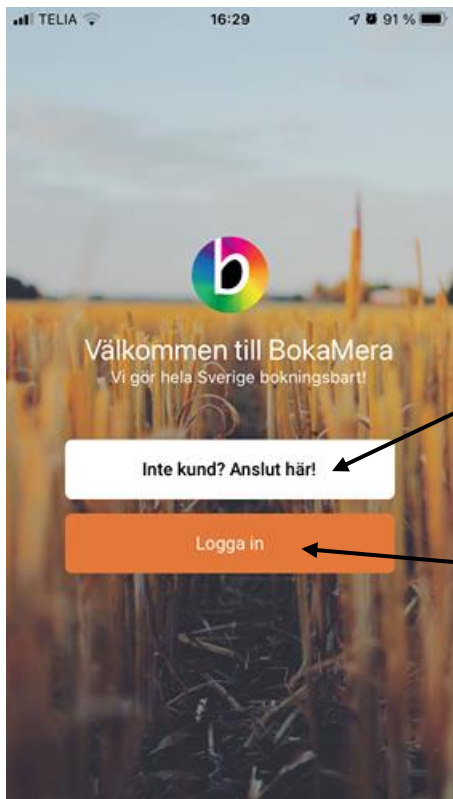 TELIA 16:29 91 %
b
Välkommen till BokaMera
Vi gör hela Sverige bokningsbart!
Inte kund? Anslut här!
Logga in